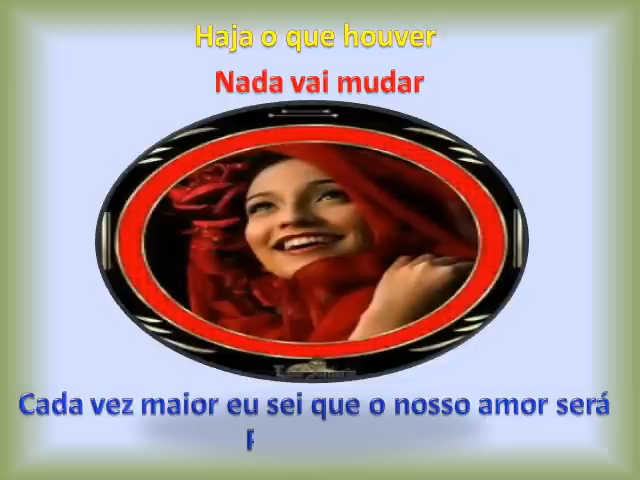 Haja o que houver
Nada vai mudar
Cada vez maior eu sei que o nosso amor será